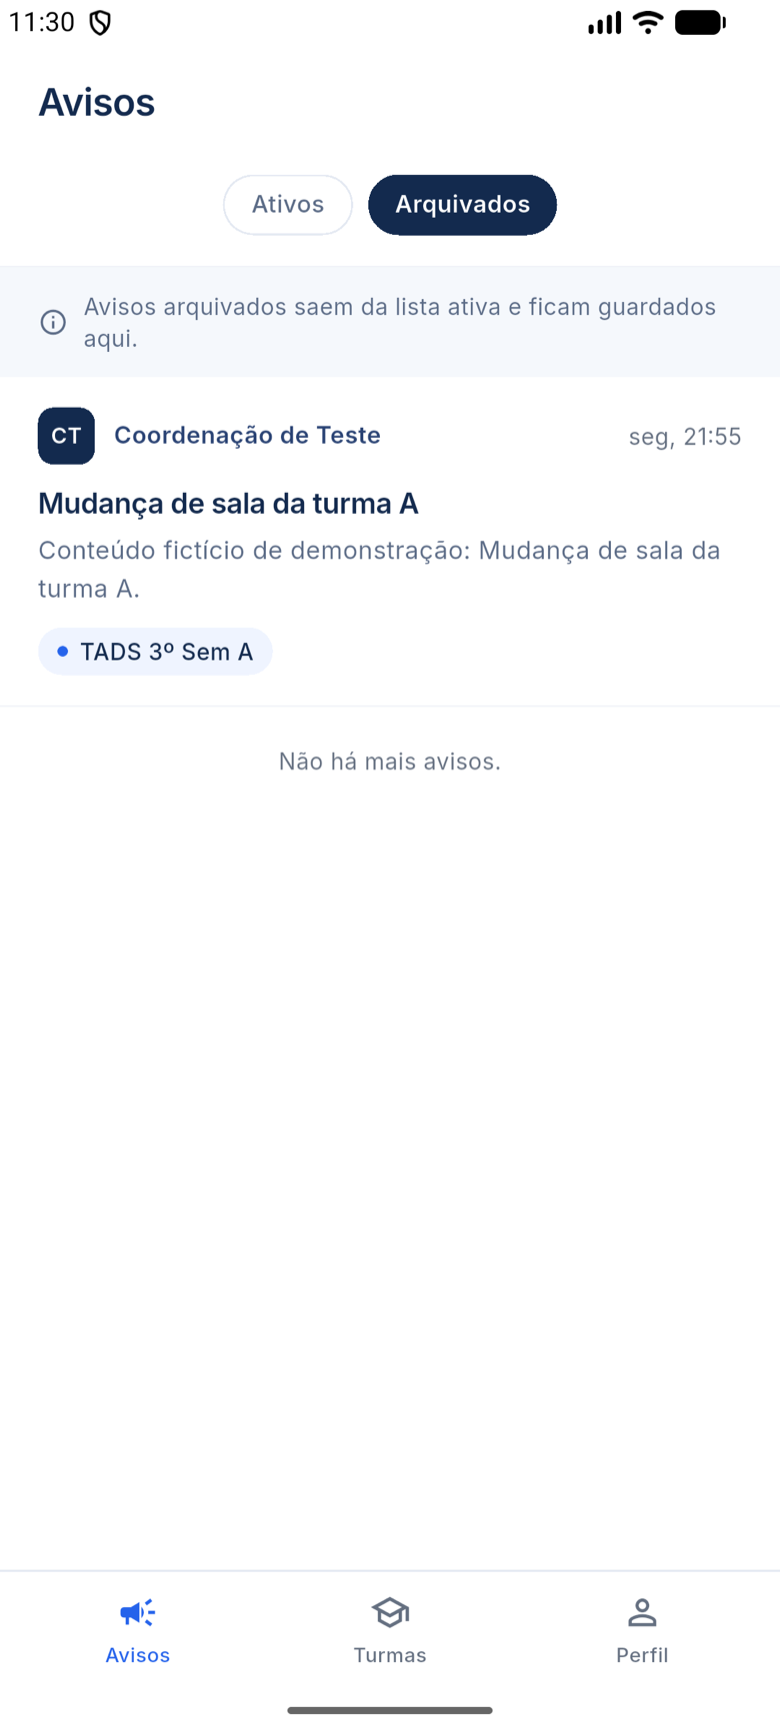 11:30
Avisos
Ativos
Arquivados
Avisos arquivados saem da lista ativa e ficam guardados
aqui.
CT
Coordenação de Teste
seg, 21:55
Mudança de sala da turma A
Conteúdo fictício de demonstração: Mudança de sala da
turma A.
TADS 3º Sem A
Não há mais avisos.
Avisos
Turmas
Perfil